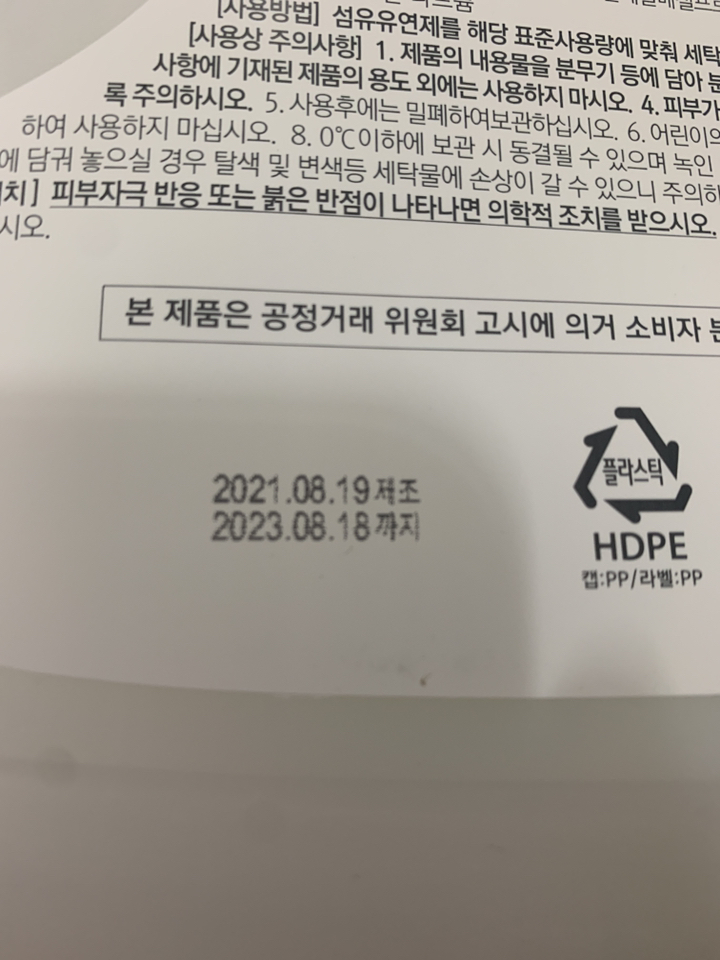 [사용방법] 섬유유연제를 해당 표준사용량에 맞춰 세탁
[사용상 주의사항] 1. 제품의 내용물을 분무기 등에 담아 분
사항에 기재된 제품의 용도 외에는 사용하지 마시오. 4. 피부가
록 주의하시오. 5. 사용후에는 밀폐하여보관하십시오. 6. 어린이의
하여 사용하지 마십시오. 8. 0℃이하에 보관 시 동결될 수 있으며 녹인
에 담궈 놓으실 경우 탈색 및 변색등 세탁물에 손상이 갈 수 있으니 주의하
치] 피부자극 반응 또는 붉은 반점이 나타나면 의학적 조치를 받으시오.
시오.
본 제품은 공정거래 위원회 고시에 의거 소비자 분
2021.08.19제조
2023.08.18까지
플라스틱
HDPE
캡:PP/라벨:PP